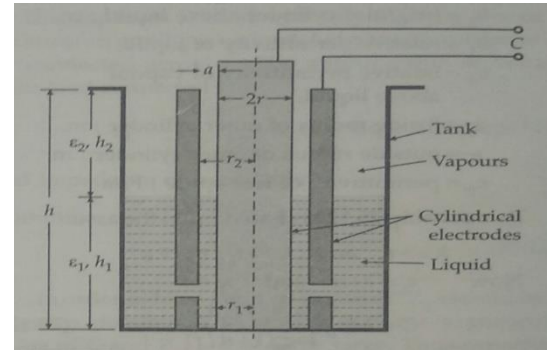 C
a
2r
Tank
ε₂, h₂
r₂
Vapours
h
Cylindrical
electrodes
ε₁, h₁
Liquid
r₁